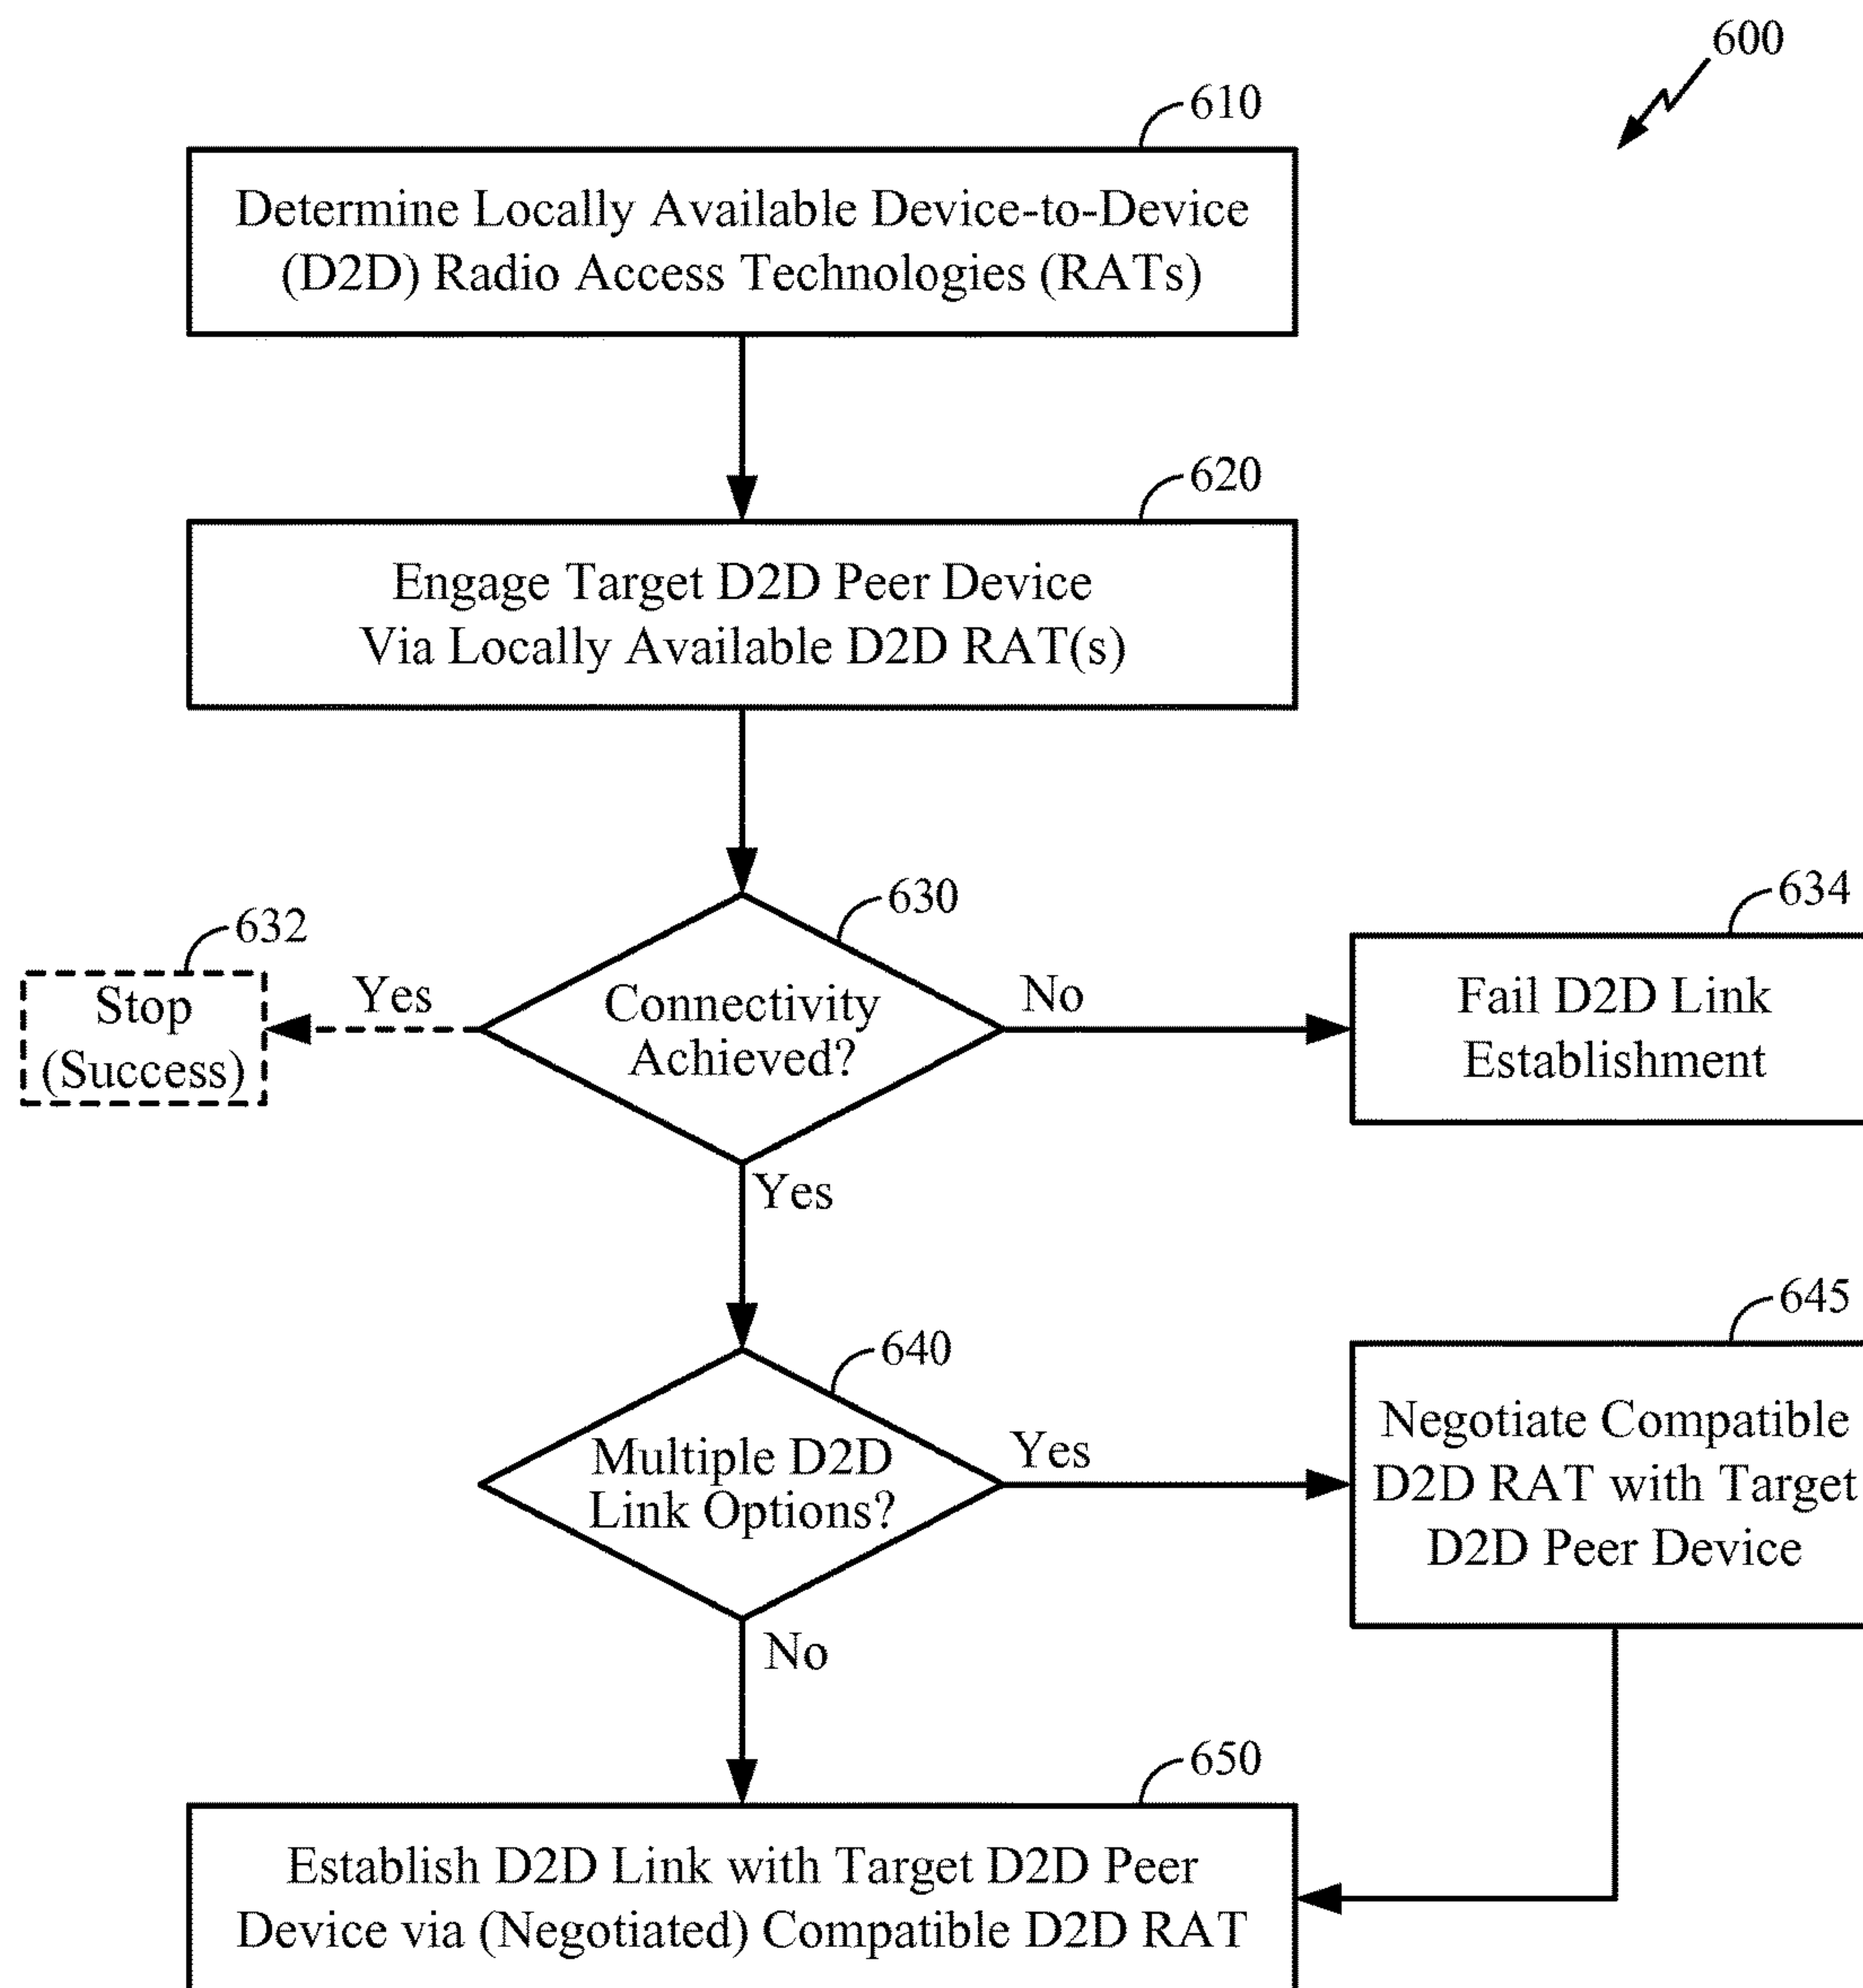 600
610
Determine Locally Available Device-to-Device
(D2D) Radio Access Technologies (RATs)
620
Engage Target D2D Peer Device
Via Locally Available D2D RAT(s)
630
Connectivity
Achieved?
632
Yes
Stop
(Success)
No
634
Fail D2D Link
Establishment
Yes
640
Multiple D2D
Link Options?
Yes
645
Negotiate Compatible
D2D RAT with Target
D2D Peer Device
No
650
Establish D2D Link with Target D2D Peer
Device via (Negotiated) Compatible D2D RAT